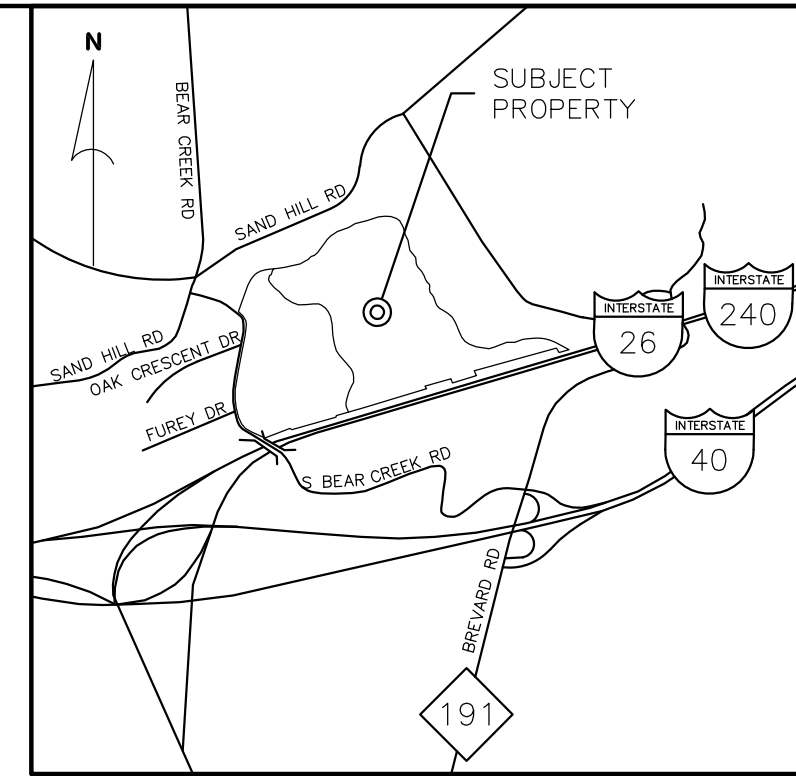 N
BEAR CREEK RD
SUBJECT
PROPERTY
SAND HILL RD
INTERSTATE
240
INTERSTATE
26
SAND HILL RD
OAK CRESCENT DR
FUREY DR
INTERSTATE
40
S BEAR CREEK RD
BREVARD RD
191